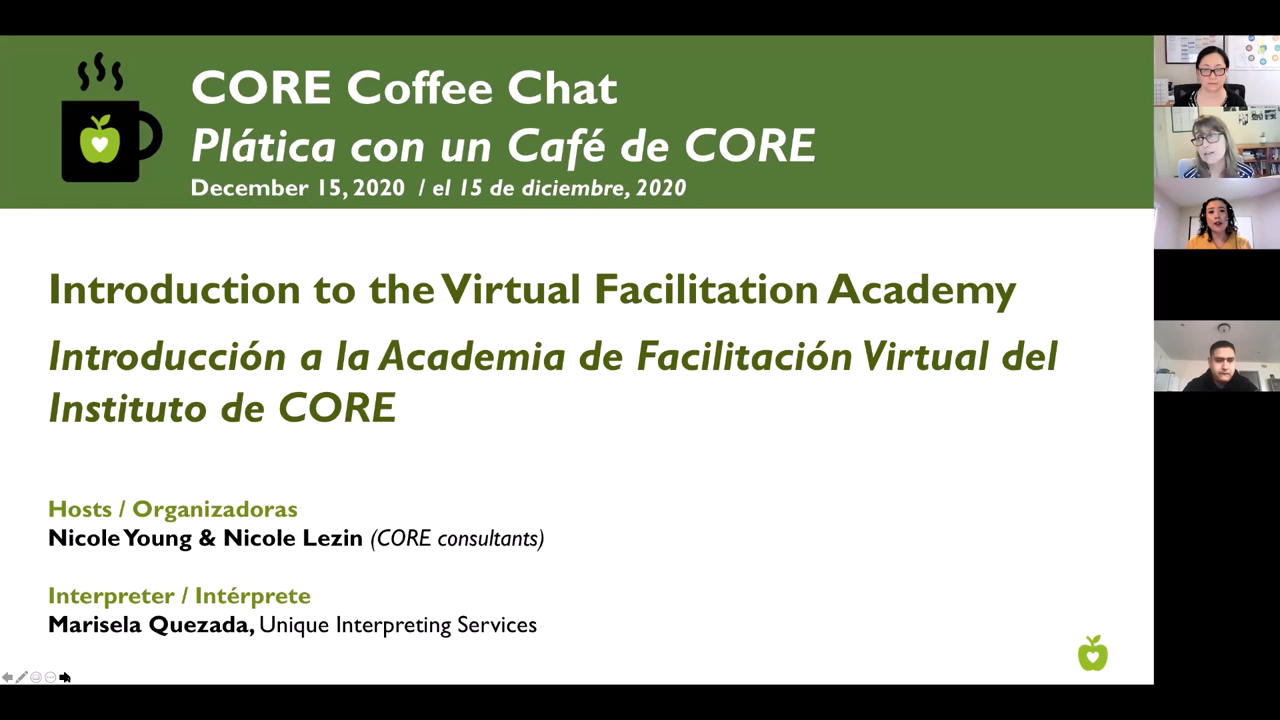 CORE Coffee Chat
Plática con un Café de CORE
December 15, 2020 / el 15 de diciembre, 2020
Introduction to the Virtual Facilitation Academy
Introducción a la Academia de Facilitación Virtual del
Instituto de CORE
Hosts / Organizadoras
Nicole Young & Nicole Lezin (CORE consultants)
Interpreter / Intérprete
Marisela Quezada, Unique Interpreting Services